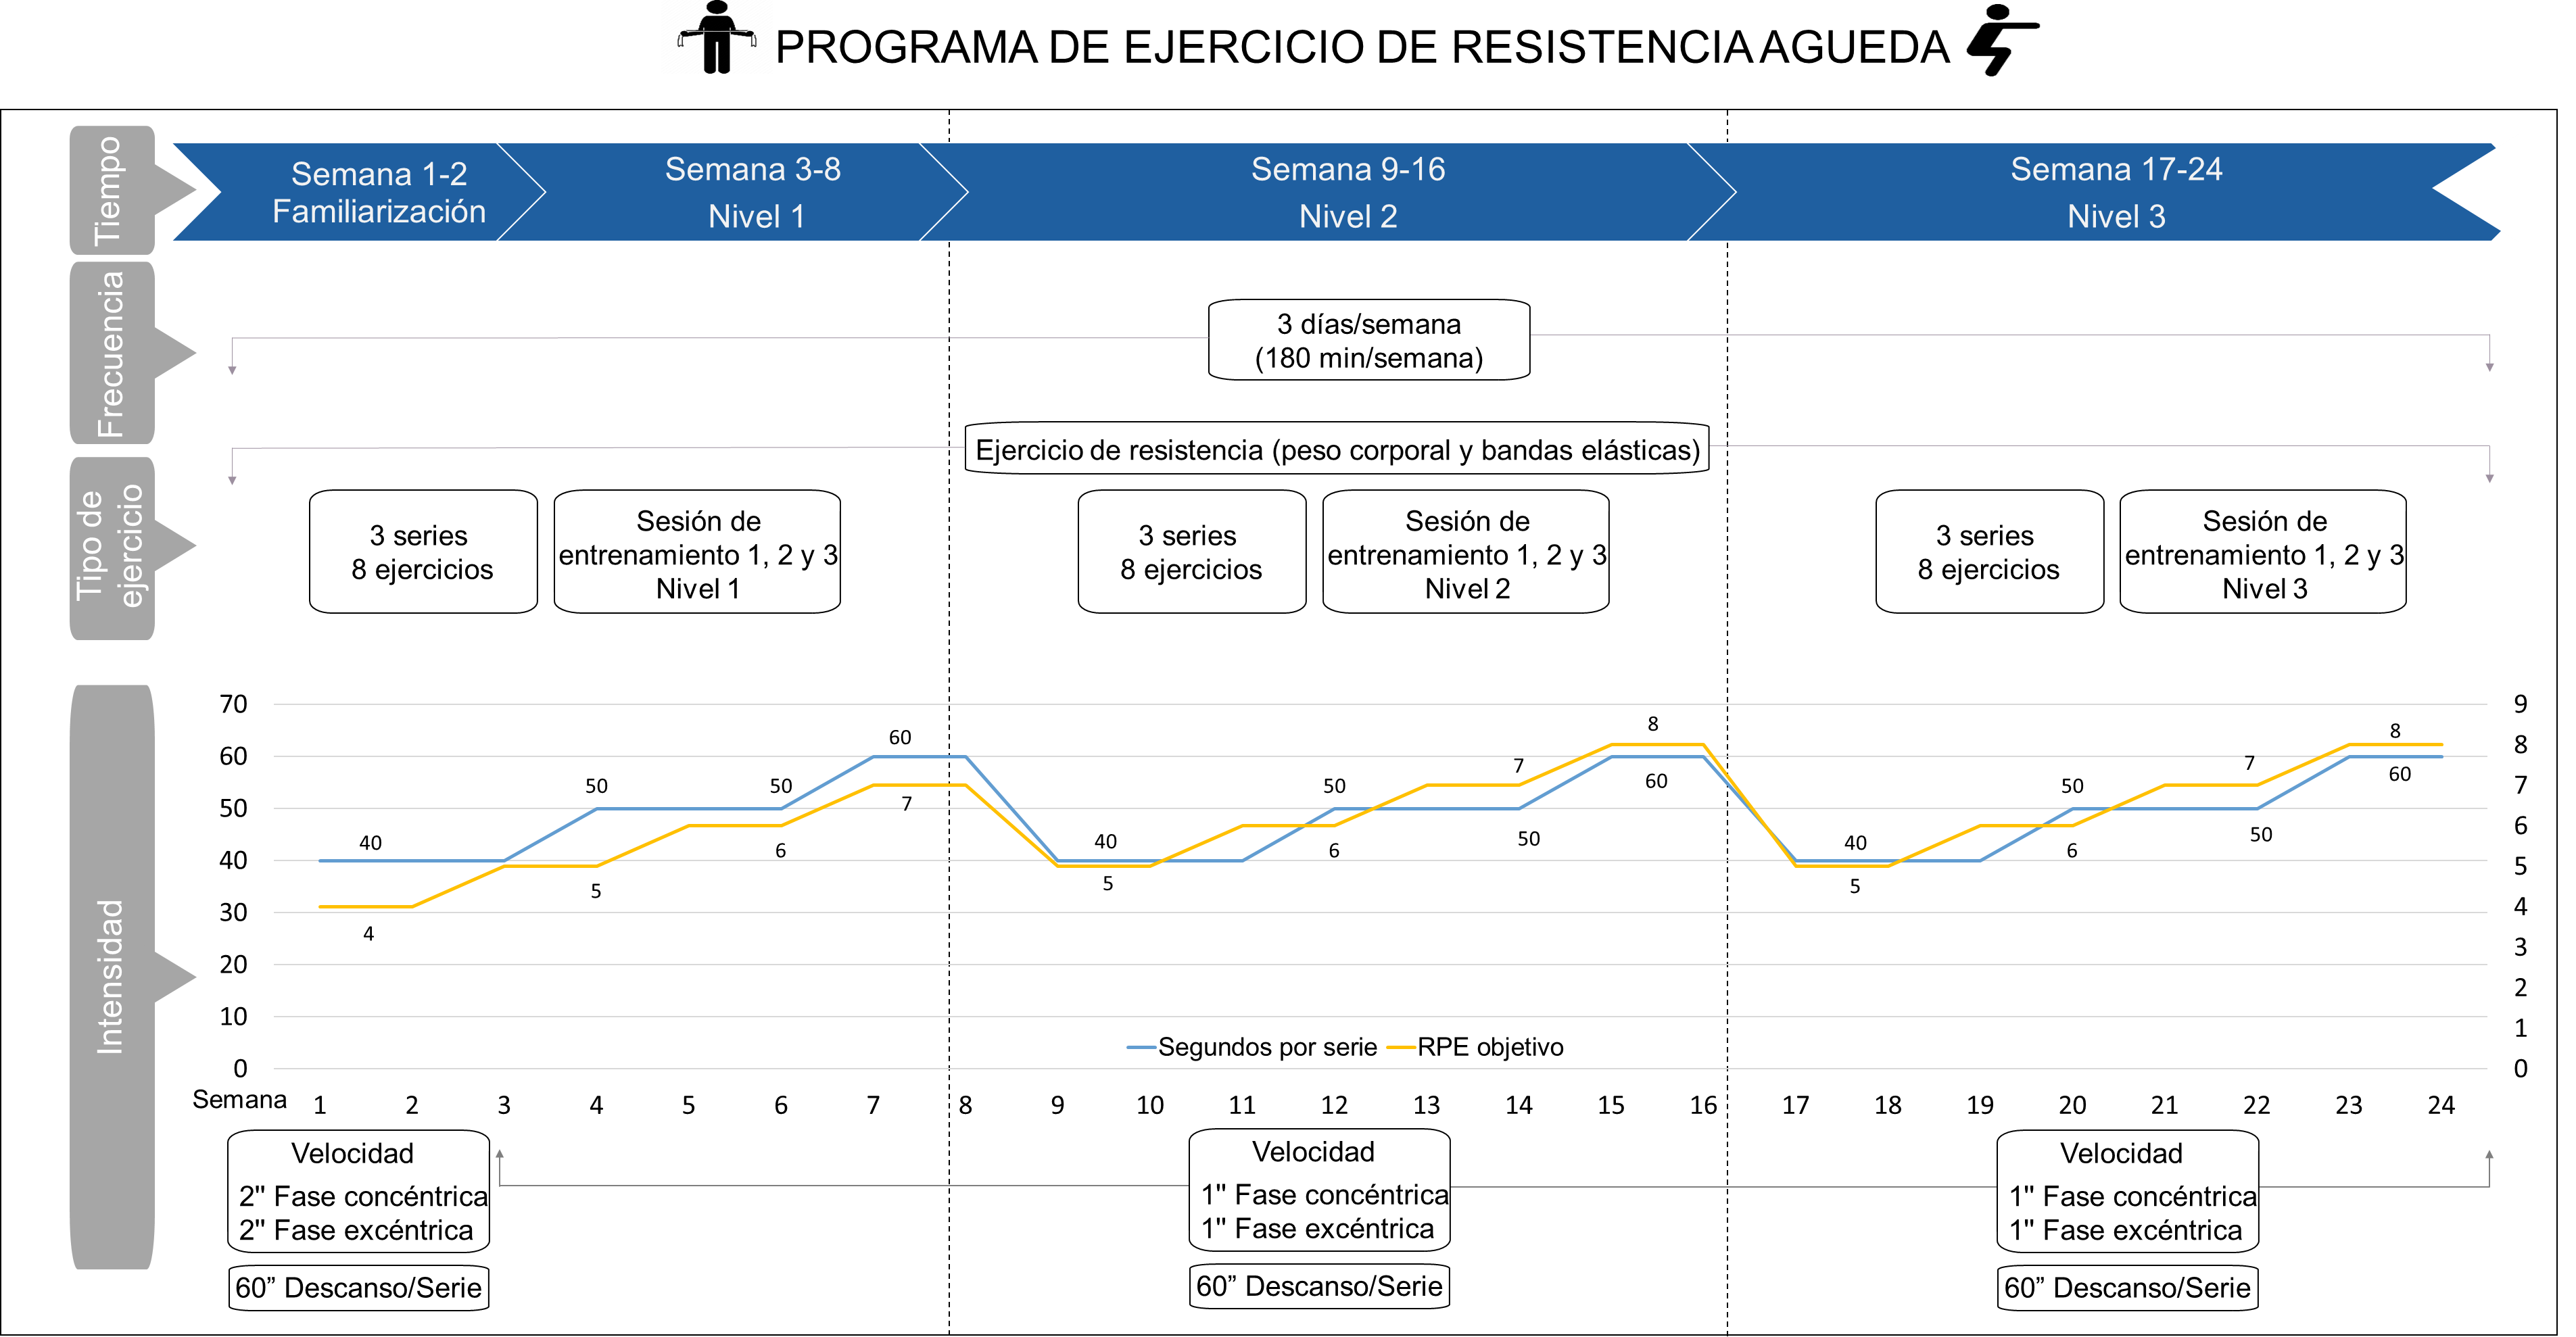 PROGRAMA DE EJERCICIO DE RESISTENCIA AGUEDA
Tiempo
Semana 1-2
Familiarización
Semana 3-8
Nivel 1
Semana 9-16
Nivel 2
Semana 17-24
Nivel 3
Frecuencia
3 días/semana
(180 min/semana)
Tipo de
ejercicio
Ejercicio de resistencia (peso corporal y bandas elásticas)
3 series
8 ejercicios
Sesión de
entrenamiento 1, 2 y 3
Nivel 1
3 series
8 ejercicios
Sesión de
entrenamiento 1, 2 y 3
Nivel 2
3 series
8 ejercicios
Sesión de
entrenamiento 1, 2 y 3
Nivel 3
Intensidad
70
60
50
40
30
20
10
0
9
8
7
6
5
4
3
2
1
0
40
50
50
60
40
50
50
60
40
50
50
60
4
5
6
7
5
6
7
8
5
6
7
8
Segundos por serie
RPE objetivo
Semana 1 2 3 4 5 6 7 8 9 10 11 12 13 14 15 16 17 18 19 20 21 22 23 24
Velocidad
2" Fase concéntrica
2" Fase excéntrica
60” Descanso/Serie
Velocidad
1" Fase concéntrica
1" Fase excéntrica
60” Descanso/Serie
Velocidad
1" Fase concéntrica
1" Fase excéntrica
60” Descanso/Serie